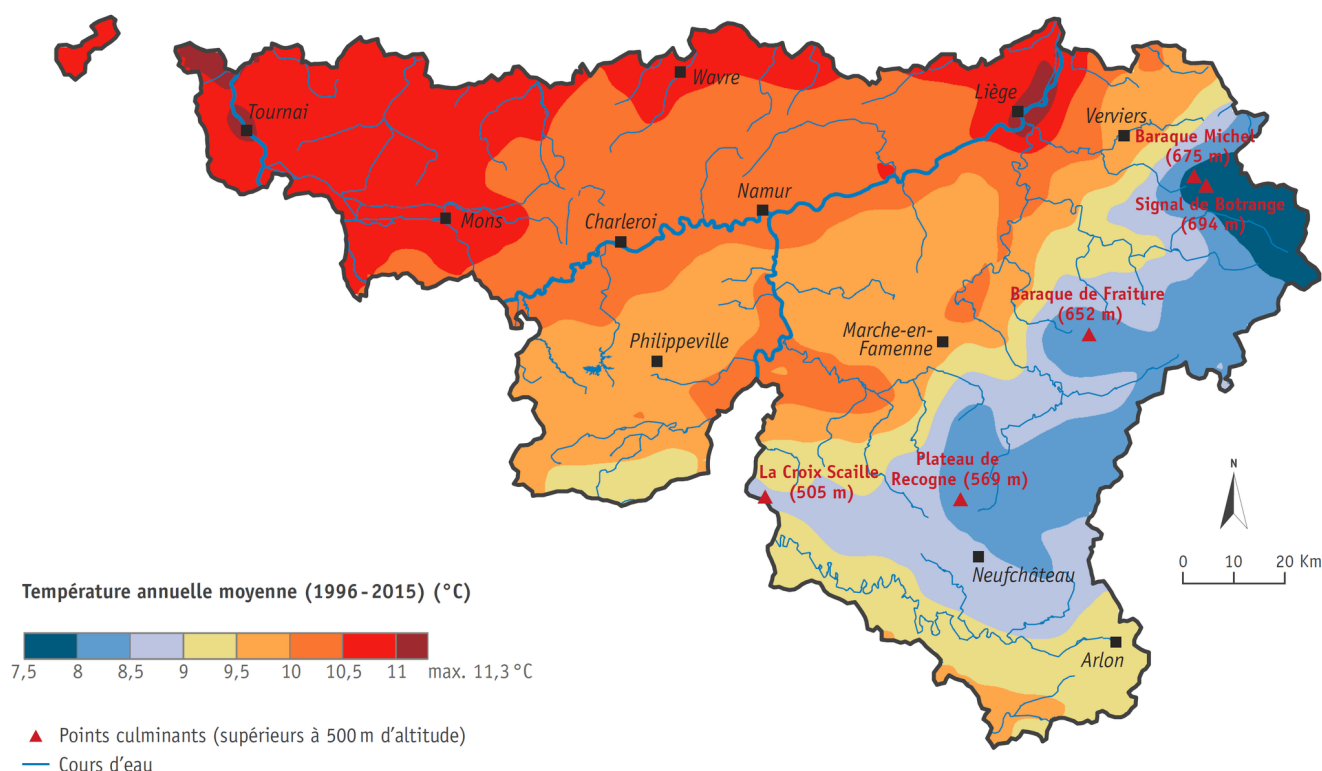 Wavre
Tournai
Liège
Verviers
Baraque Michel
(675 m)
Namur
Signal de Botrange
(694 m)
Mons
Charleroi
Baraque de Fraiture
(652 m)
Philippeville
Marche-en-
Famenne
La Croix Scaille
(505 m)
Plateau de
Recogne (569 m)
N
0 10 20 Km
Neufchâteau
Arlon
Température annuelle moyenne (1996-2015) (°C)
7,5 8 8,5 9 9,5 10 10,5 11 max. 11,3 °C
Points culminants (supérieurs à 500 m d'altitude)
Cours d'eau